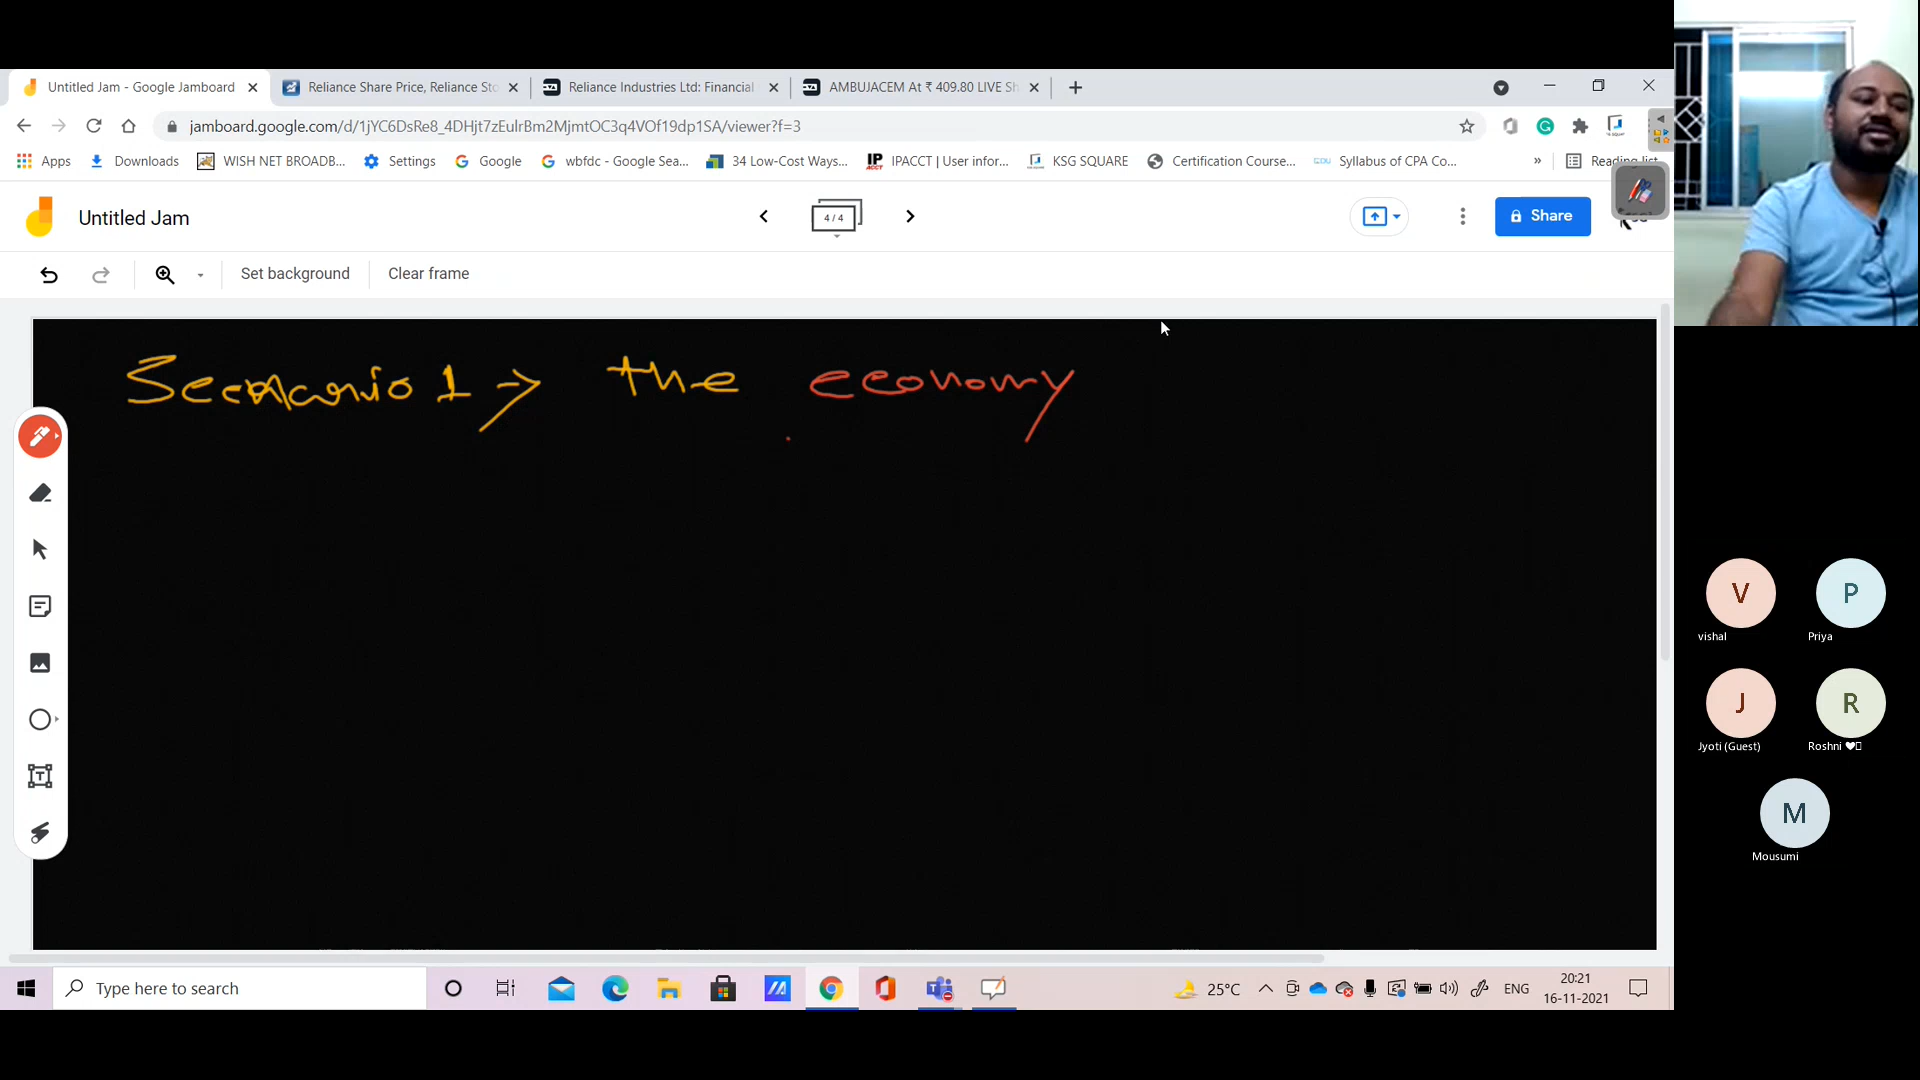 Untitled Jam - Google Jamboard
Reliance Share Price, Reliance Sto
Reliance Industries Ltd: Financial
AMBUJACEM At ₹ 409.80 LIVE Sh
jamboard.google.com/d/1jYC6DsRe8_4DHjt7zEulrBm2MjmtOC3q4VOf19dp1SA/viewer?f=3
Apps Downloads WISH NET BROADB... Settings Google wbfdc - Google Sea... 34 Low-Cost Ways... IP ACCT IPACCT | User infor... KSG SQUARE Certification Course... Syllabus of CPA Co... » Reading list
Untitled Jam
4 / 4
Share
Set background Clear frame
Scenario 1 → the economy
V
vishal
P
Priya
J
Jyoti (Guest)
R
Roshni ❤
M
Mousumi
Type here to search
25°C
ENG
20:21
16-11-2021